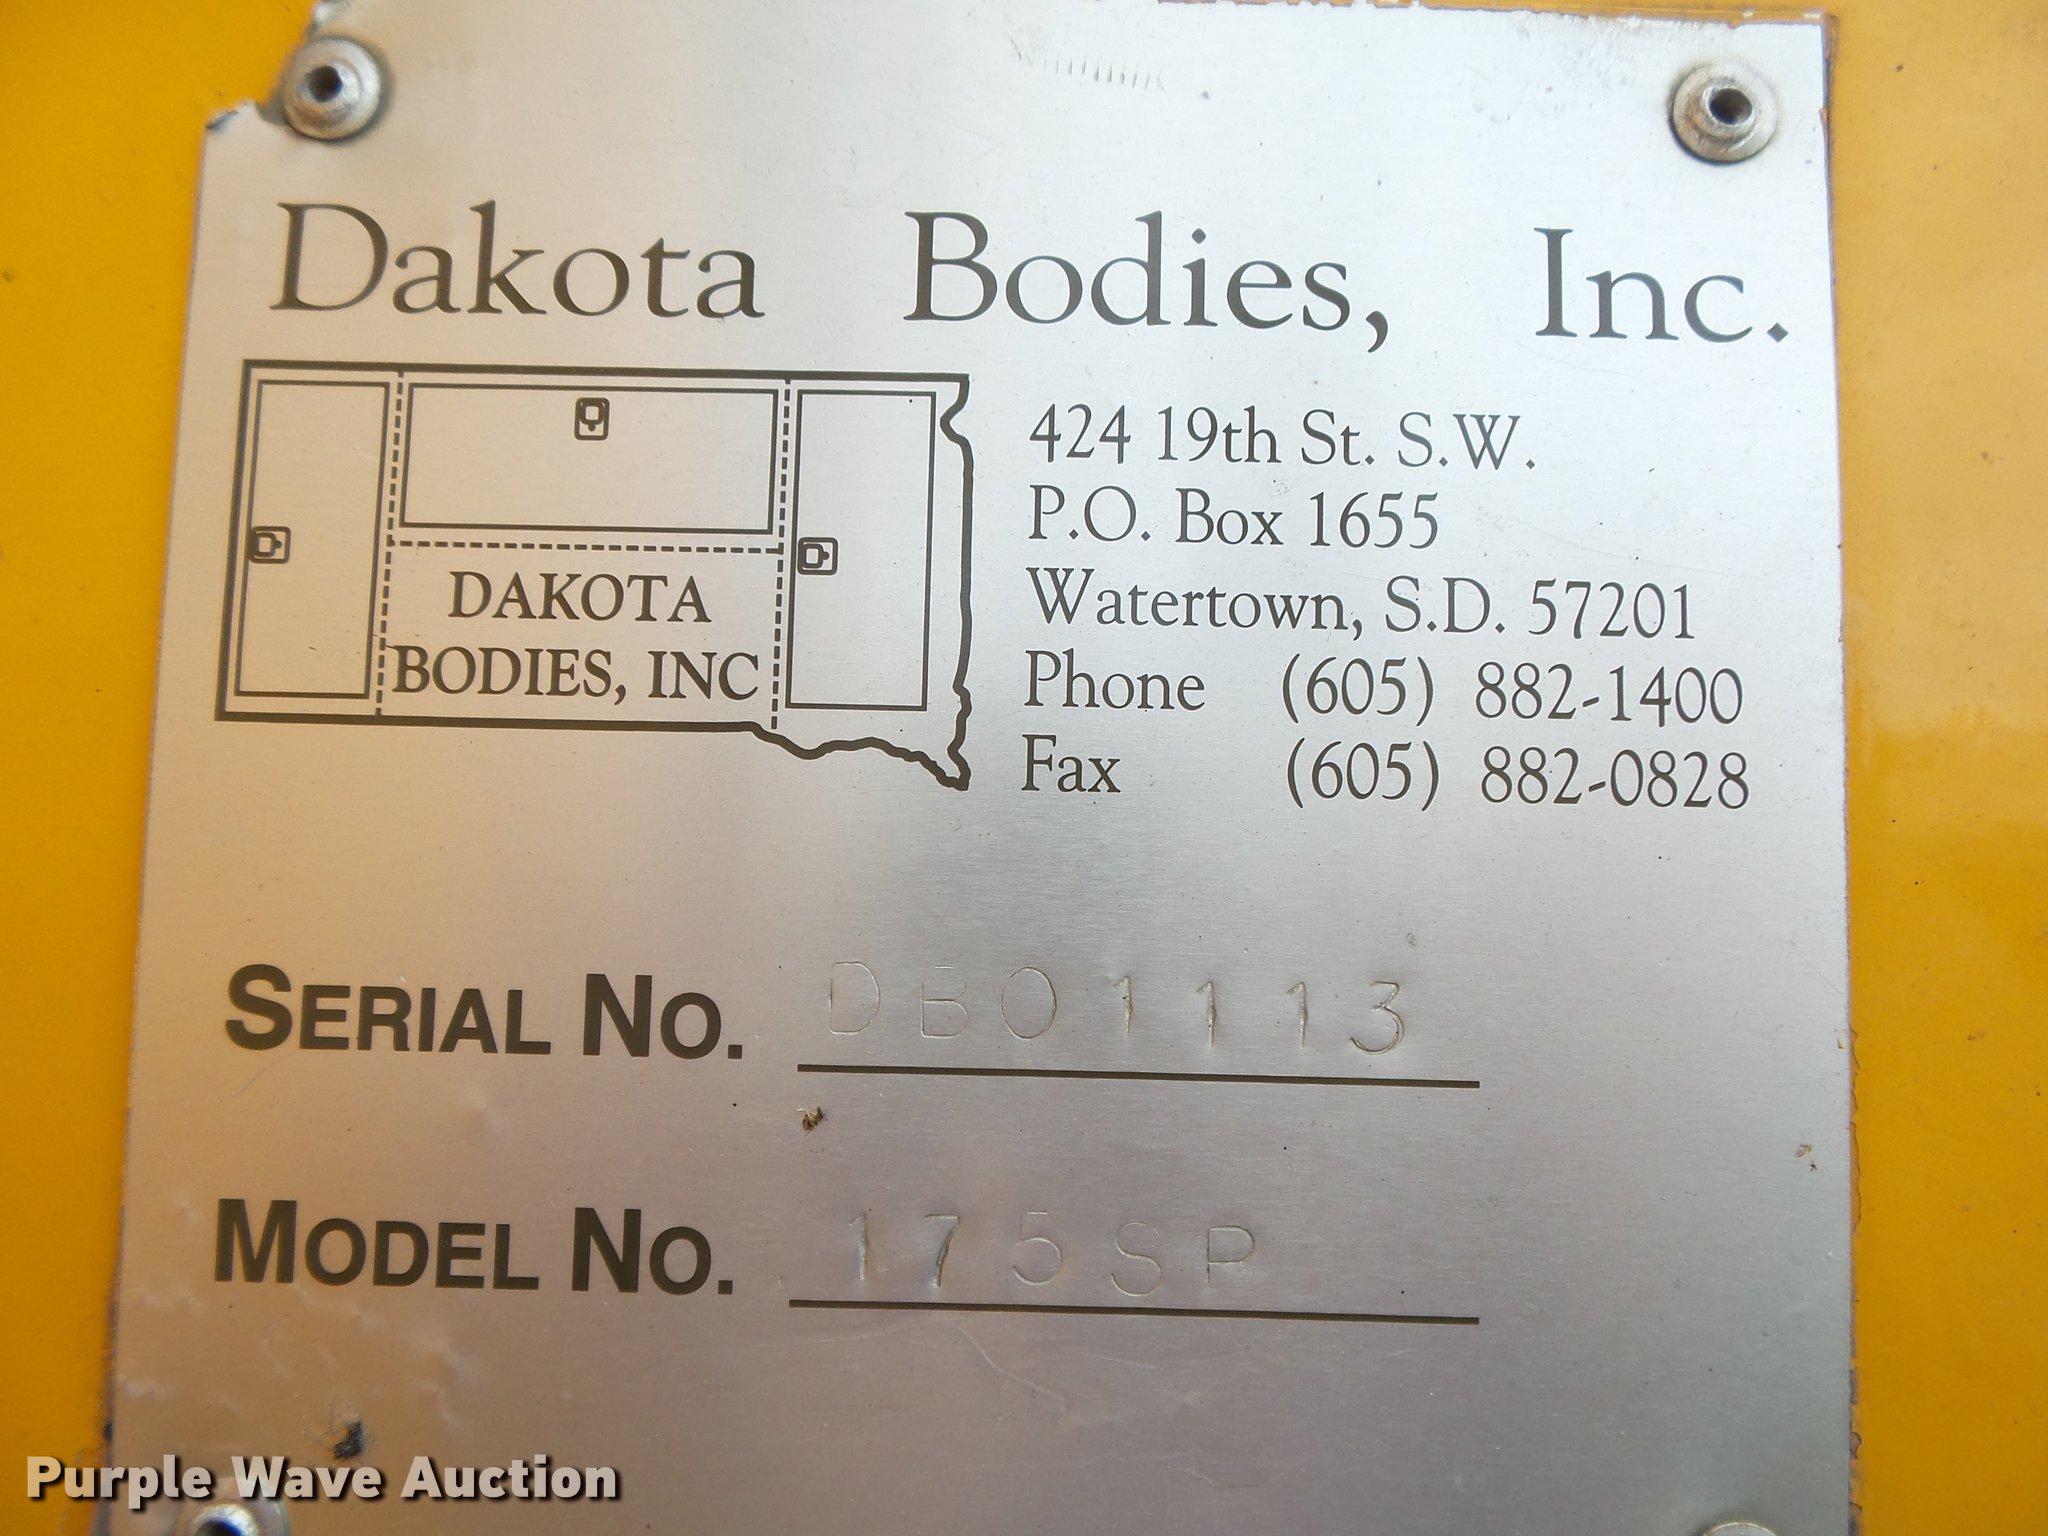 Dakota Bodies, Inc.
DAKOTA
BODIES, INC
424 19th St. S.W.
P.O. Box 1655
Watertown, S.D. 57201
Phone (605) 882-1400
Fax (605) 882-0828
SERIAL NO. DB01113
MODEL NO. 175SP
Purple Wave Auction